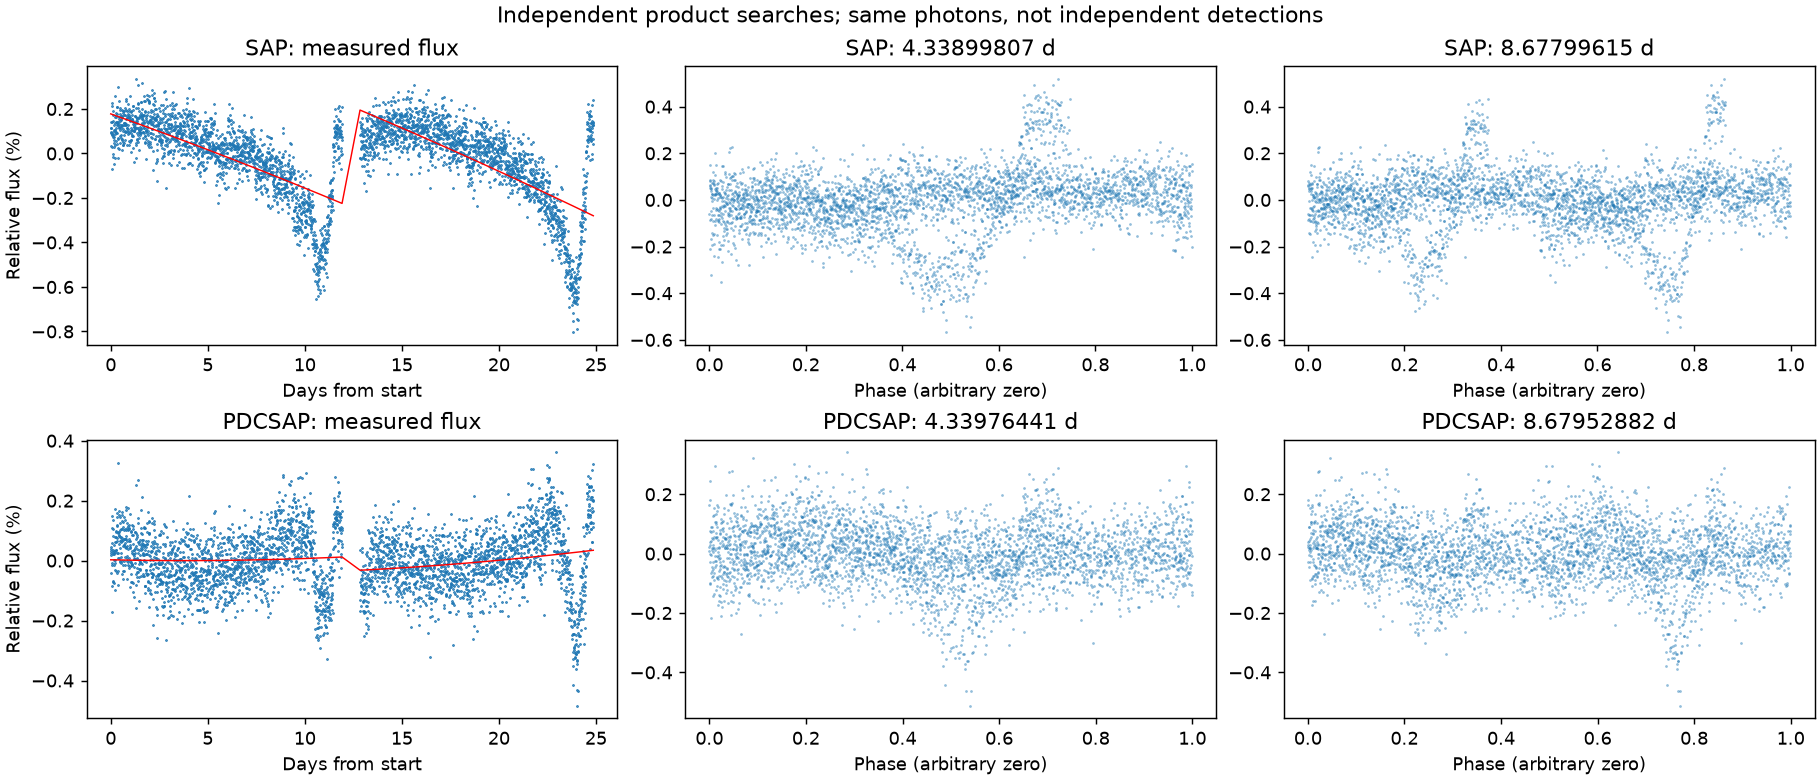 Independent product searches; same photons, not independent detections
SAP: measured flux
SAP: 4.33899807 d
SAP: 8.67799615 d
Relative flux (%)
0.2
0.0
−0.2
−0.4
−0.6
−0.8
0 5 10 15 20 25
Days from start
0.4
0.2
0.0
−0.2
−0.4
−0.6
0.0 0.2 0.4 0.6 0.8 1.0
Phase (arbitrary zero)
0.4
0.2
0.0
−0.2
−0.4
−0.6
0.0 0.2 0.4 0.6 0.8 1.0
Phase (arbitrary zero)
PDCSAP: measured flux
PDCSAP: 4.33976441 d
PDCSAP: 8.67952882 d
Relative flux (%)
0.4
0.2
0.0
−0.2
−0.4
0 5 10 15 20 25
Days from start
0.2
0.0
−0.2
−0.4
0.0 0.2 0.4 0.6 0.8 1.0
Phase (arbitrary zero)
0.2
0.0
−0.2
−0.4
0.0 0.2 0.4 0.6 0.8 1.0
Phase (arbitrary zero)